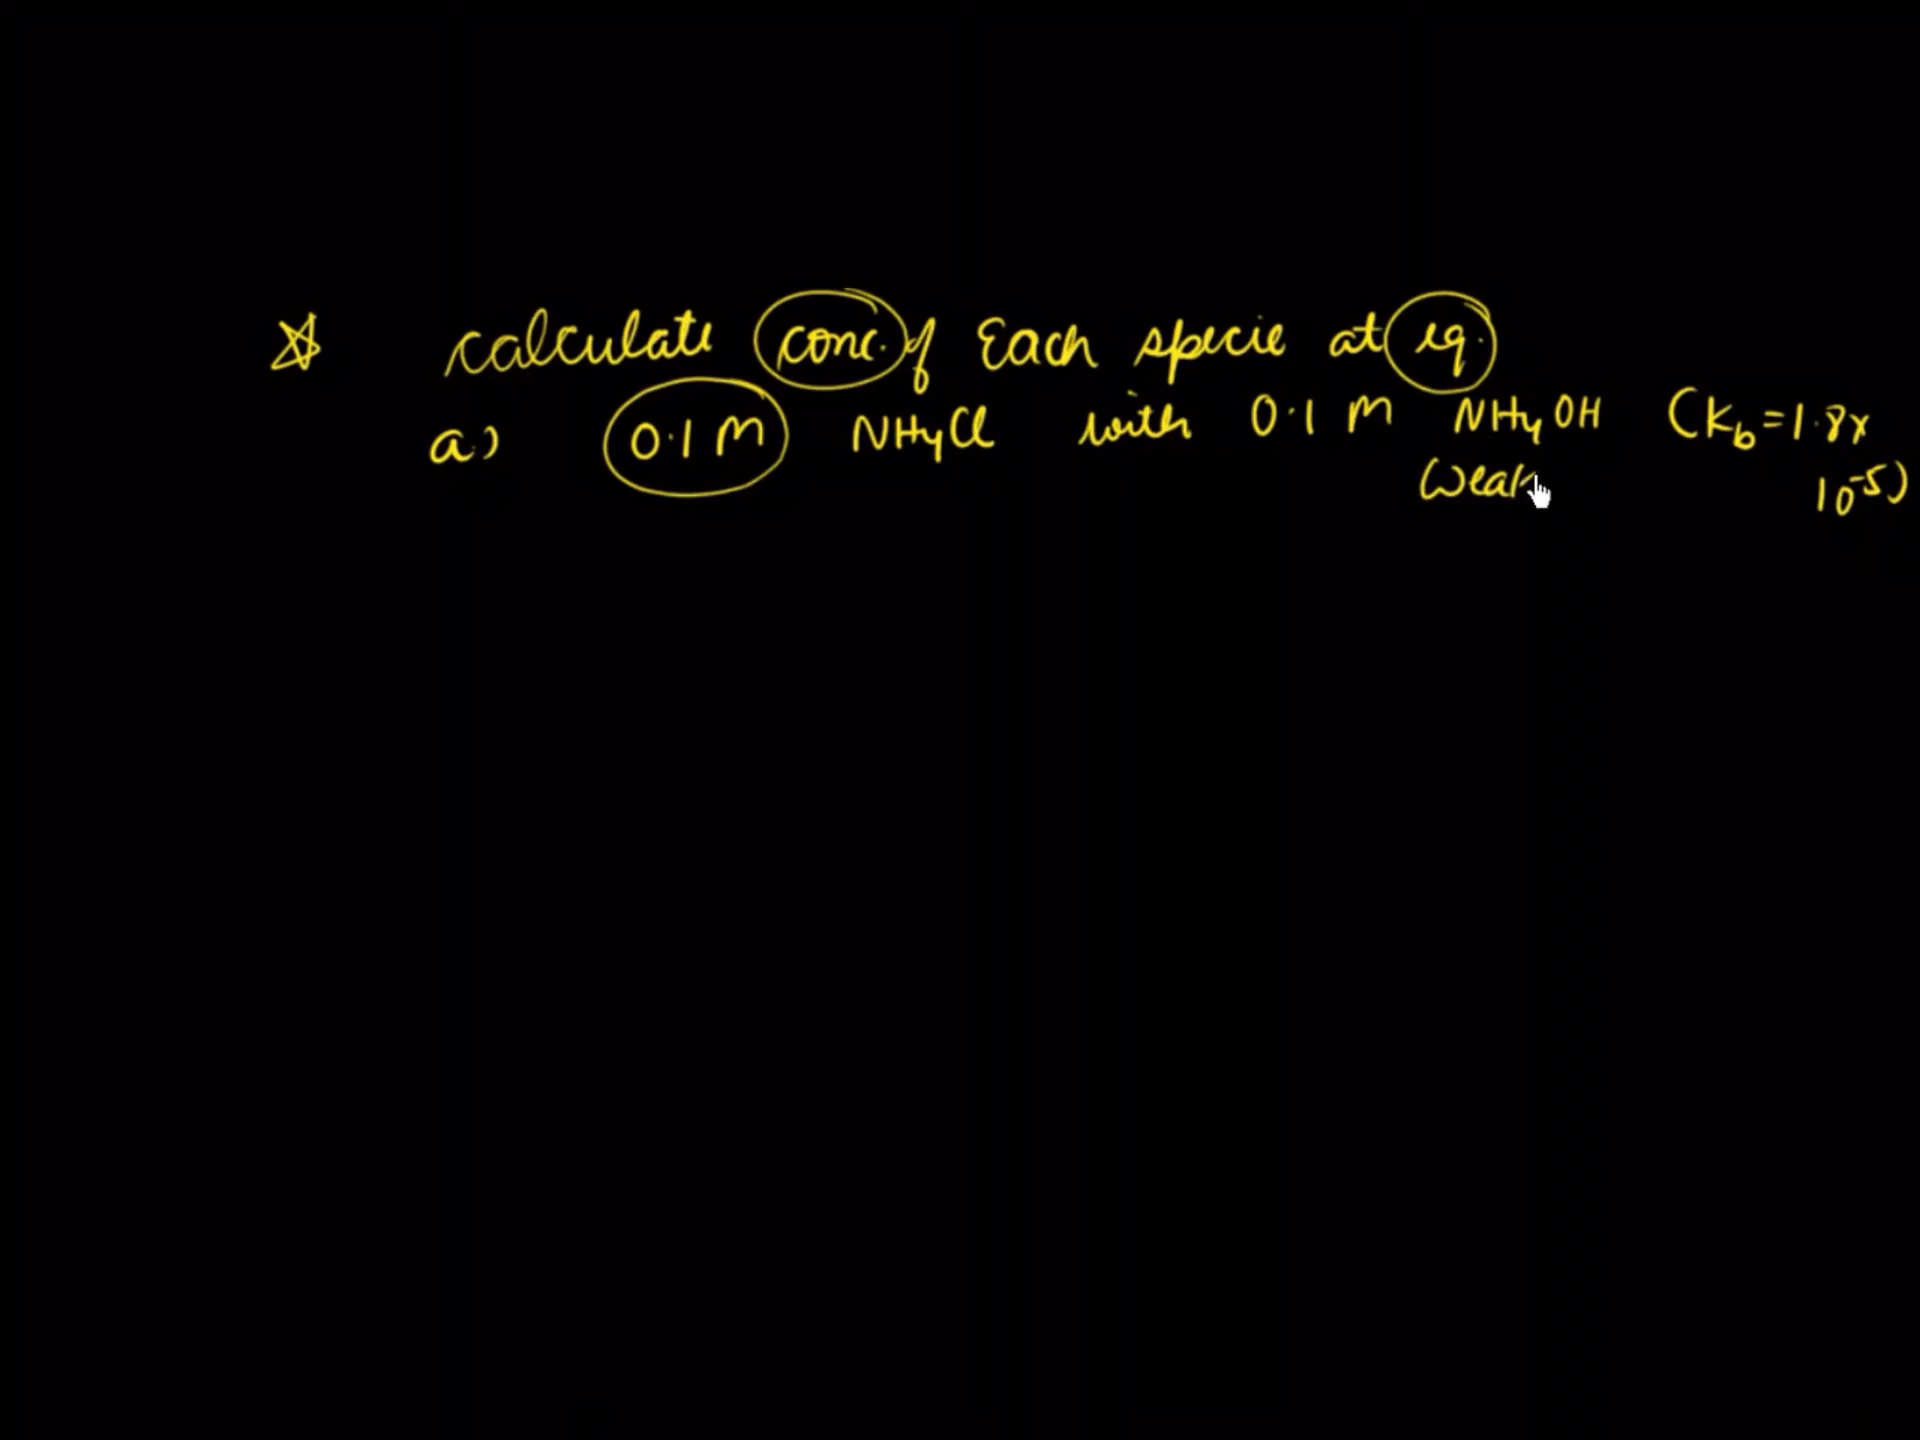 ☆ calculate conc. of Each specie at eq.
a.) 0.1 M NH4Cl with 0.1 M NH4OH (Kb = 1.8x
weak 10^-5)